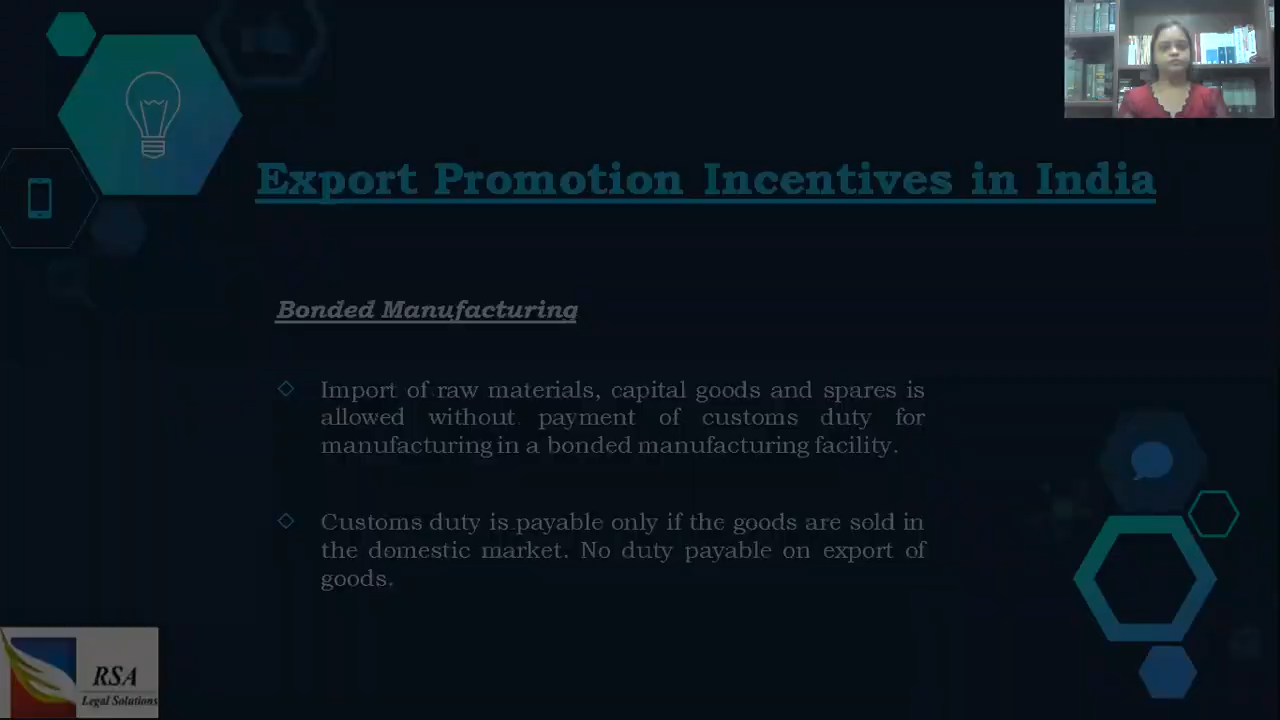 Export Promotion Incentives in India
Bonded Manufacturing
Import of raw materials, capital goods and spares is
allowed without payment of customs duty for
manufacturing in a bonded manufacturing facility.
Customs duty is payable only if the goods are sold in
the domestic market. No duty payable on export of
goods.
RSA
Legal Solutions